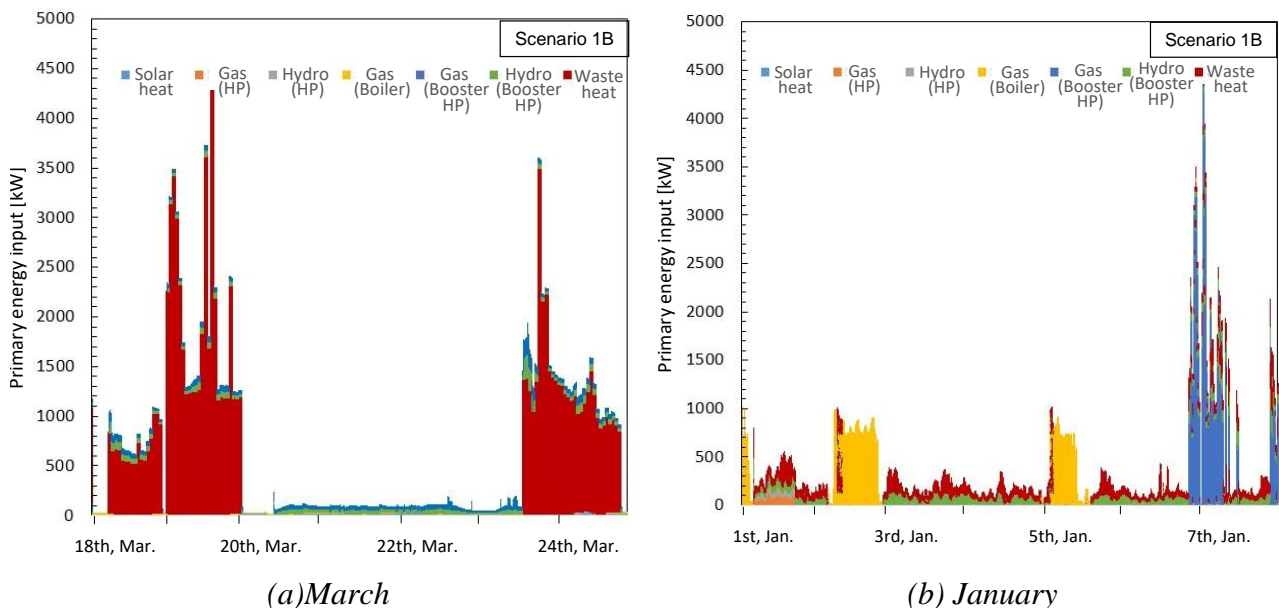 Scenario 1B
Solar heat
Gas (HP)
Hydro (HP)
Gas (Boiler)
Gas (Booster HP)
Hydro (Booster HP)
Waste heat
Primary energy input [kW]
5000
4500
4000
3500
3000
2500
2000
1500
1000
500
0
18th, Mar.
20th, Mar.
22th, Mar.
24th, Mar.
(a)March
Scenario 1B
Solar heat
Gas (HP)
Hydro (HP)
Gas (Boiler)
Gas (Booster HP)
Hydro (Booster HP)
Waste heat
Primary energy input [kW]
5000
4500
4000
3500
3000
2500
2000
1500
1000
500
0
1st, Jan.
3rd, Jan.
5th, Jan.
7th, Jan.
(b) January